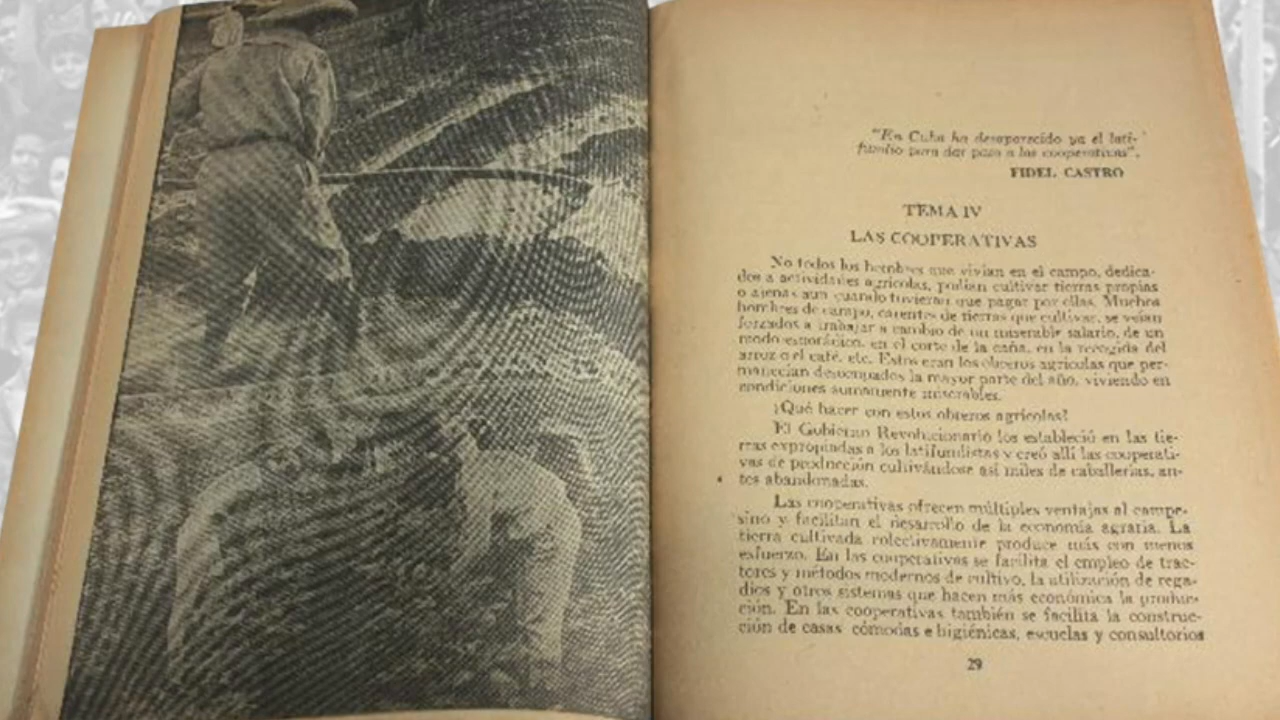 "En Cuba ha desaparecido ya el lati-
fundio para dar paso a las cooperativas".
FIDEL CASTRO
TEMA IV
LAS COOPERATIVAS
No todos los hombres que vivían en el campo, dedica-
dos a actividades agrícolas, podían cultivar tierras propias
o ajenas aun cuando tuvieran que pagar por ellas. Muchos
hombres de campo, carentes de tierras que cultivar, se veían
forzados a trabajar a cambio de un miserable salario, de un
modo esporádico, en el corte de la caña, en la recogida del
arroz o el café, etc. Estos eran los obreros agrícolas que per-
manecían desocupados la mayor parte del año, viviendo en
condiciones sumamente miserables.
¿Qué hacer con estos obreros agrícolas?
El Gobierno Revolucionario los estableció en las tie-
rras expropiadas a los latifundistas y creó allí las cooperati-
vas de producción cultivándose así miles de caballerías, an-
tes abandonadas.
Las cooperativas ofrecen múltiples ventajas al campe-
sino y facilitan el desarrollo de la economía agraria. La
tierra cultivada colectivamente produce más con menos
esfuerzo. En las cooperativas se facilita el empleo de trac-
tores y métodos modernos de cultivo, la utilización de rega-
díos y otros sistemas que hacen más económica la produc-
ción. En las cooperativas también se facilita la construc-
ción de casas cómodas e higiénicas, escuelas y consultorios
29